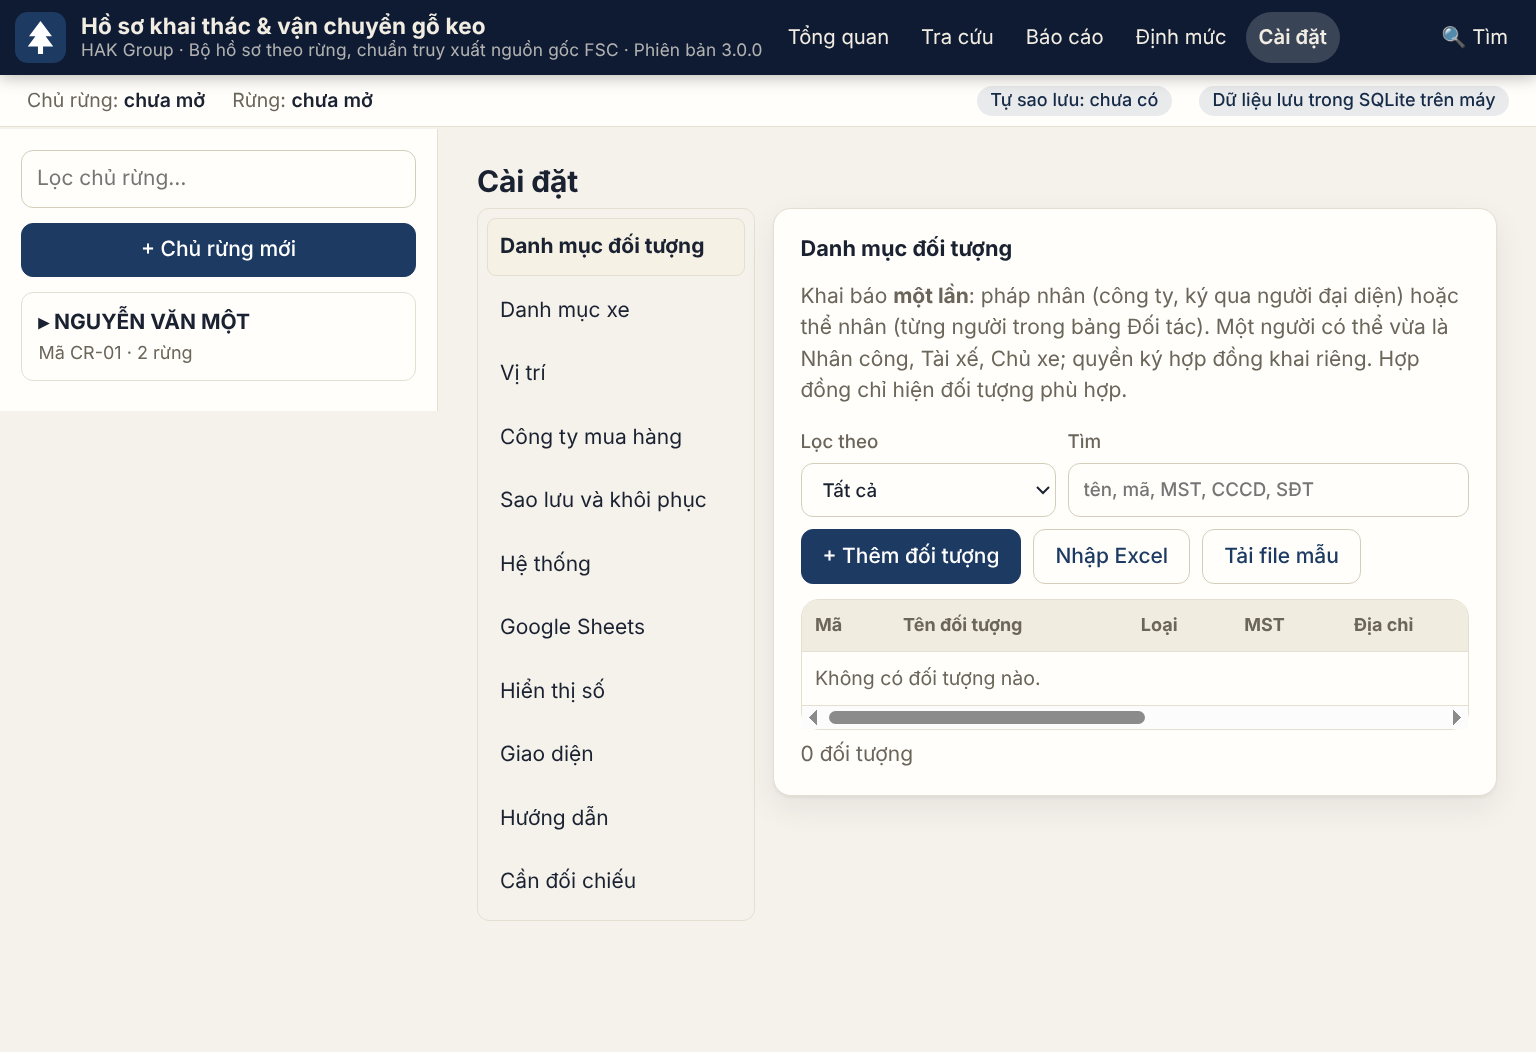 Hồ sơ khai thác & vận chuyển gỗ keo
HAK Group · Bộ hồ sơ theo rừng, chuẩn truy xuất nguồn gốc FSC · Phiên bản 3.0.0
Tổng quan
Tra cứu
Báo cáo
Định mức
Cài đặt
🔍 Tìm
Chủ rừng: chưa mở
Rừng: chưa mở
Tự sao lưu: chưa có
Dữ liệu lưu trong SQLite trên máy
Lọc chủ rừng...
+ Chủ rừng mới
▸ NGUYỄN VĂN MỘT
Mã CR-01 · 2 rừng
Cài đặt
Danh mục đối tượng
Danh mục xe
Vị trí
Công ty mua hàng
Sao lưu và khôi phục
Hệ thống
Google Sheets
Hiển thị số
Giao diện
Hướng dẫn
Cần đối chiếu
Danh mục đối tượng
Khai báo một lần: pháp nhân (công ty, ký qua người đại diện) hoặc
thể nhân (từng người trong bảng Đối tác). Một người có thể vừa là
Nhân công, Tài xế, Chủ xe; quyền ký hợp đồng khai riêng. Hợp
đồng chỉ hiện đối tượng phù hợp.
Lọc theo
Tìm
Tất cả
tên, mã, MST, CCCD, SĐT
+ Thêm đối tượng
Nhập Excel
Tải file mẫu
Mã
Tên đối tượng
Loại
MST
Địa chỉ
Không có đối tượng nào.
0 đối tượng